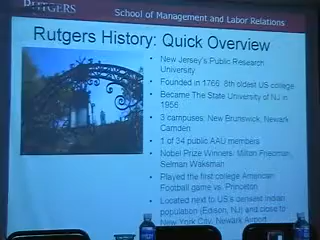 RUTGERS
School of Management and Labor Relations
Rutgers History: Quick Overview
• New Jersey's Public Research
University
• Founded in 1766: 8th oldest US college
• Became The State University of NJ in
1956
• 3 campuses: New Brunswick, Newark
Camden
• 1 of 34 public AAU members
• Nobel Prize Winners: Milton Friedman,
Selman Waksman
• Played the first college American
Football game vs. Princeton
• Located next to US's densest Indian
population (Edison, NJ) and close to
New York City, Newark Airport